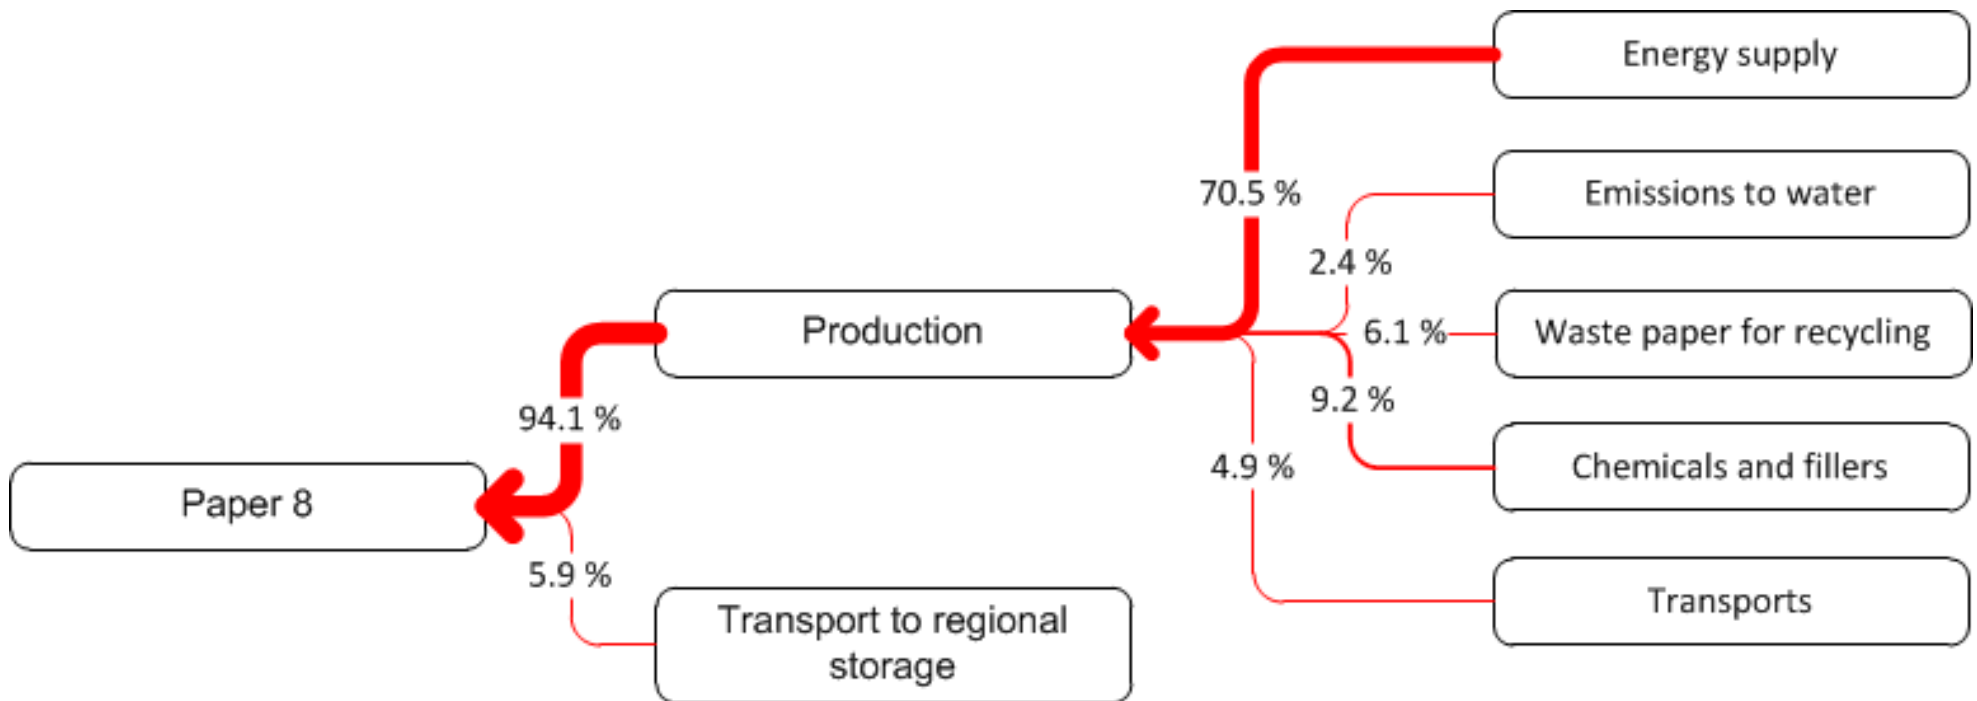 Energy supply
70.5 %
Emissions to water
2.4 %
Production
6.1 %
Waste paper for recycling
94.1 %
9.2 %
4.9 %
Chemicals and fillers
Paper 8
5.9 %
Transport to regional
storage
Transports